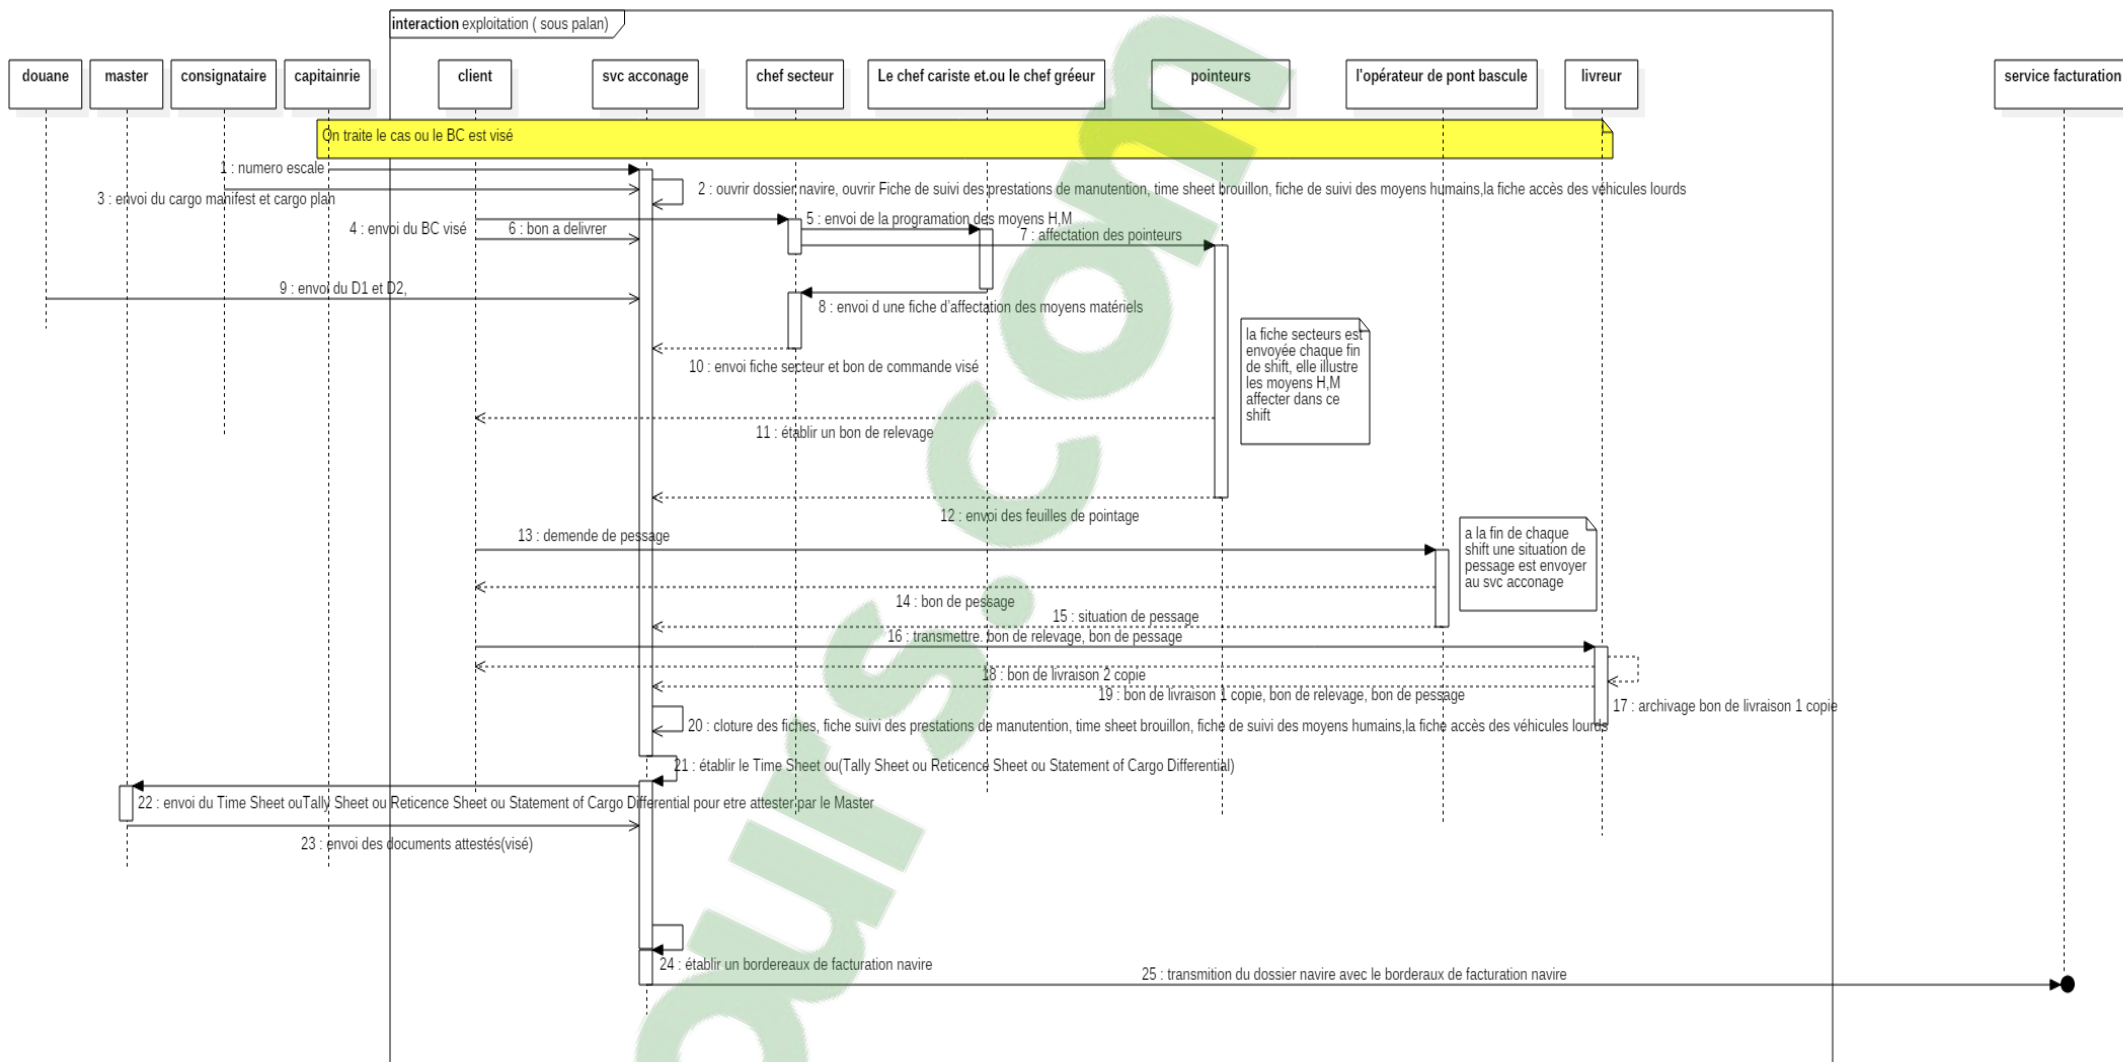 interaction exploitation ( sous palan)
douane
master
consignataire
capitainrie
client
svc acconage
chef secteur
Le chef cariste et.ou le chef gréeur
pointeurs
l'opérateur de pont bascule
livreur
service facturation
On traite le cas ou le BC est visé
1 : numero escale
2 : ouvrir dossier navire, ouvrir Fiche de suivi des prestations de manutention, time sheet brouillon, fiche de suivi des moyens humains,la fiche accès des véhicules lourds
3 : envoi du cargo manifest et cargo plan
4 : envoi du BC visé
5 : envoi de la programation des moyens H,M
6 : bon a delivrer
7 : affectation des pointeurs
9 : envoi du D1 et D2,
8 : envoi d une fiche d'affectation des moyens matériels
la fiche secteurs est
envoyée chaque fin
de shift, elle illustre
les moyens H,M
affecter dans ce
shift
10 : envoi fiche secteur et bon de commande visé
11 : établir un bon de relevage
12 : envoi des feuilles de pointage
13 : demende de pessage
a la fin de chaque
shift une situation de
pessage est envoyer
au svc acconage
14 : bon de pessage
15 : situation de pessage
16 : transmettre. bon de relevage, bon de pessage
18 : bon de livraison 2 copie
19 : bon de livraison 1 copie, bon de relevage, bon de pessage
17 : archivage bon de livraison 1 copie
20 : cloture des fiches, fiche suivi des prestations de manutention, time sheet brouillon, fiche de suivi des moyens humains,la fiche accès des véhicules lourds
21 : établir le Time Sheet ou(Tally Sheet ou Reticence Sheet ou Statement of Cargo Differential)
22 : envoi du Time Sheet ouTally Sheet ou Reticence Sheet ou Statement of Cargo Differential pour etre attester par le Master
23 : envoi des documents attestés(visé)
24 : établir un bordereaux de facturation navire
25 : transmition du dossier navire avec le borderaux de facturation navire
ours.com